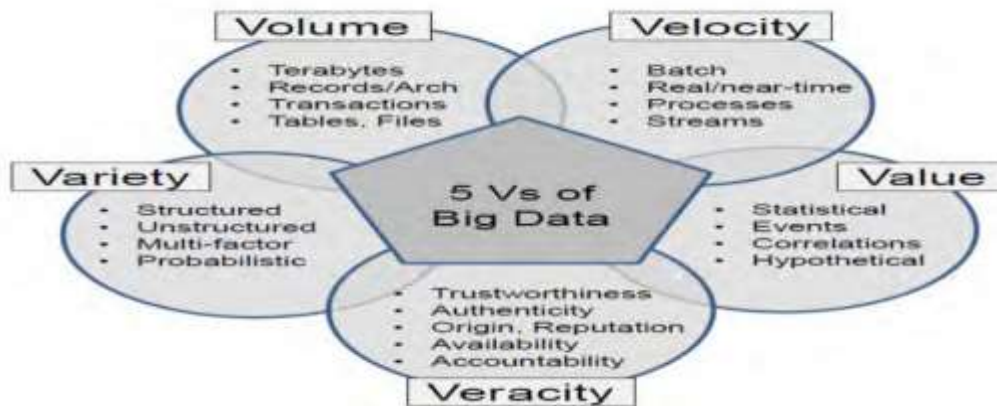 Volume
• Terabytes
• Records/Arch
• Transactions
• Tables, Files
Velocity
• Batch
• Real/near-time
• Processes
• Streams
Variety
• Structured
• Unstructured
• Multi-factor
• Probabilistic
5 Vs of
Big Data
Value
• Statistical
• Events
• Correlations
• Hypothetical
• Trustworthiness
• Authenticity
• Origin, Reputation
• Availability
• Accountability
Veracity